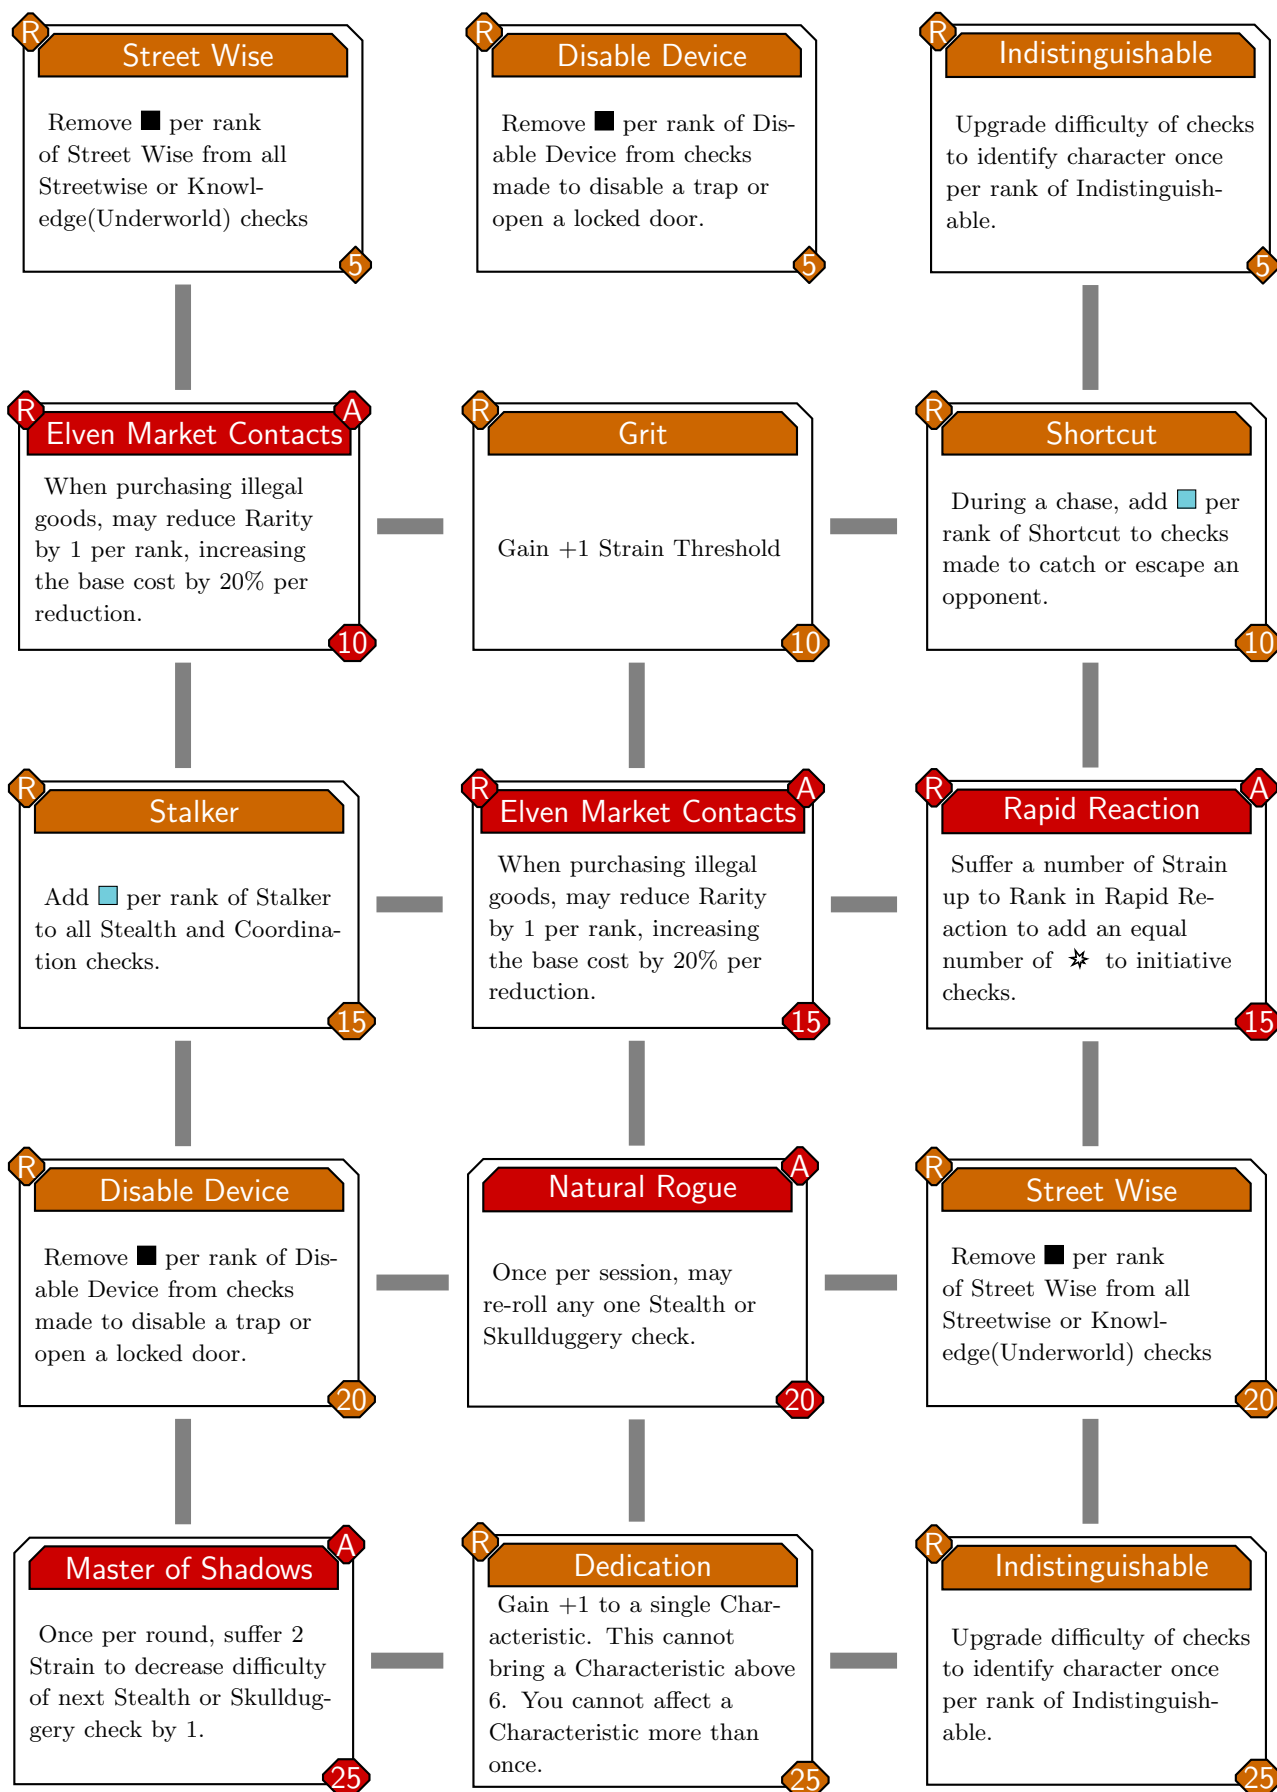 R
Street Wise
Remove ■ per rank
of Street Wise from all
Streetwise or Knowl-
edge(Underworld) checks
5
R
Disable Device
Remove ■ per rank of Dis-
able Device from checks
made to disable a trap or
open a locked door.
5
R
Indistinguishable
Upgrade difficulty of checks
to identify character once
per rank of Indistinguish-
able.
5
R
A
Elven Market Contacts
When purchasing illegal
goods, may reduce Rarity
by 1 per rank, increasing
the base cost by 20% per
reduction.
10
R
Grit
Gain +1 Strain Threshold
10
R
Shortcut
During a chase, add ■ per
rank of Shortcut to checks
made to catch or escape an
opponent.
10
R
Stalker
Add ■ per rank of Stalker
to all Stealth and Coordina-
tion checks.
15
R
A
Elven Market Contacts
When purchasing illegal
goods, may reduce Rarity
by 1 per rank, increasing
the base cost by 20% per
reduction.
15
R
A
Rapid Reaction
Suffer a number of Strain
up to Rank in Rapid Re-
action to add an equal
number of ✡ to initiative
checks.
15
R
Disable Device
Remove ■ per rank of Dis-
able Device from checks
made to disable a trap or
open a locked door.
20
A
Natural Rogue
Once per session, may
re-roll any one Stealth or
Skullduggery check.
20
R
Street Wise
Remove ■ per rank
of Street Wise from all
Streetwise or Knowl-
edge(Underworld) checks
20
A
Master of Shadows
Once per round, suffer 2
Strain to decrease difficulty
of next Stealth or Skulldug-
gery check by 1.
25
R
Dedication
Gain +1 to a single Char-
acteristic. This cannot
bring a Characteristic above
6. You cannot affect a
Characteristic more than
once.
25
R
Indistinguishable
Upgrade difficulty of checks
to identify character once
per rank of Indistinguish-
able.
25